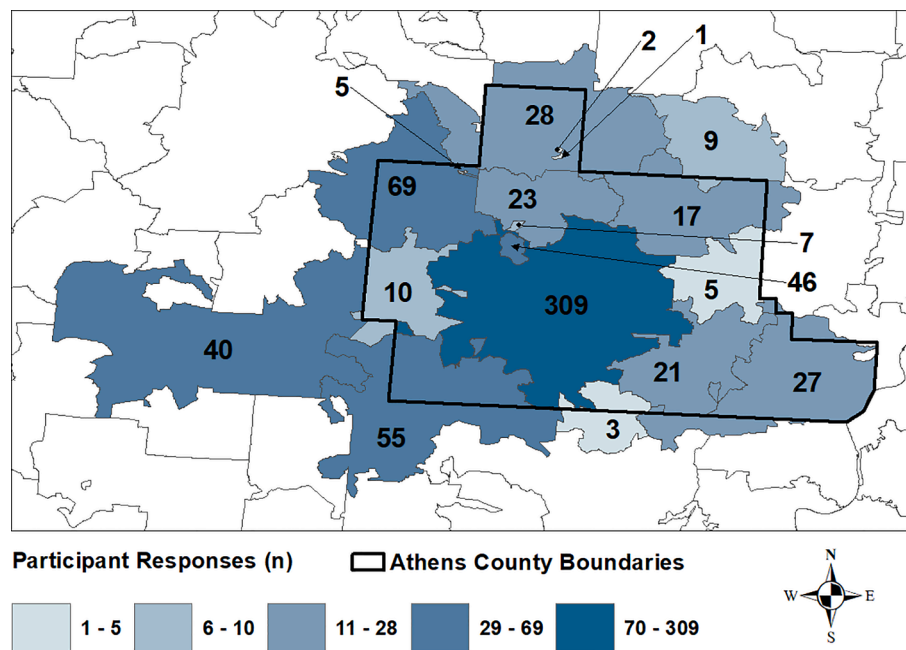 2
1
5
28
9
69
23
17
7
46
10
5
309
40
21
27
55
3
Participant Responses (n)
Athens County Boundaries
N
W
E
S
1 - 5
6 - 10
11 - 28
29 - 69
70 - 309